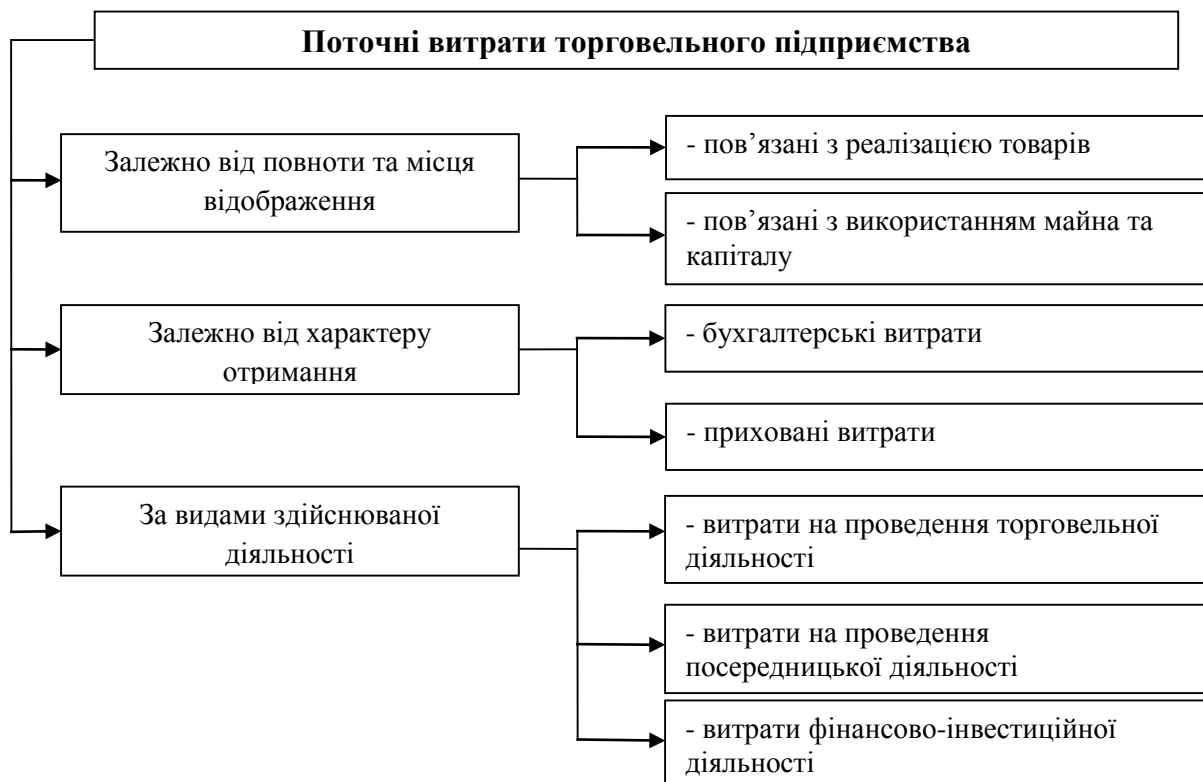 Поточні витрати торговельного підприємства
Залежно від повноти та місця
відображення
- пов’язані з реалізацією товарів
- пов’язані з використанням майна та
капіталу
Залежно від характеру
отримання
- бухгалтерські витрати
- приховані витрати
За видами здійснюваної
діяльності
- витрати на проведення торговельної
діяльності
- витрати на проведення
посередницької діяльності
- витрати фінансово-інвестиційної
діяльності